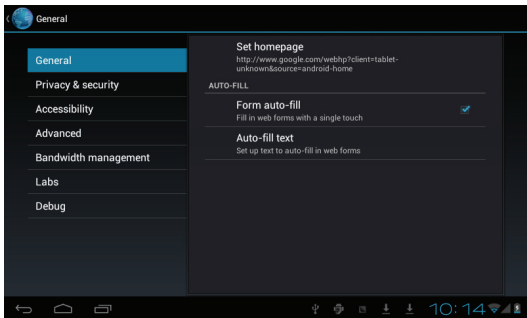 General
General
Privacy & security
Accessibility
Advanced
Bandwidth management
Labs
Debug
Set homepage
http://www.google.com/webhp?client=tablet-
unknown&source=android-home
AUTO-FILL
Form auto-fill
Fill in web forms with a single touch
Auto-fill text
Set up text to auto-fill in web forms
10:14